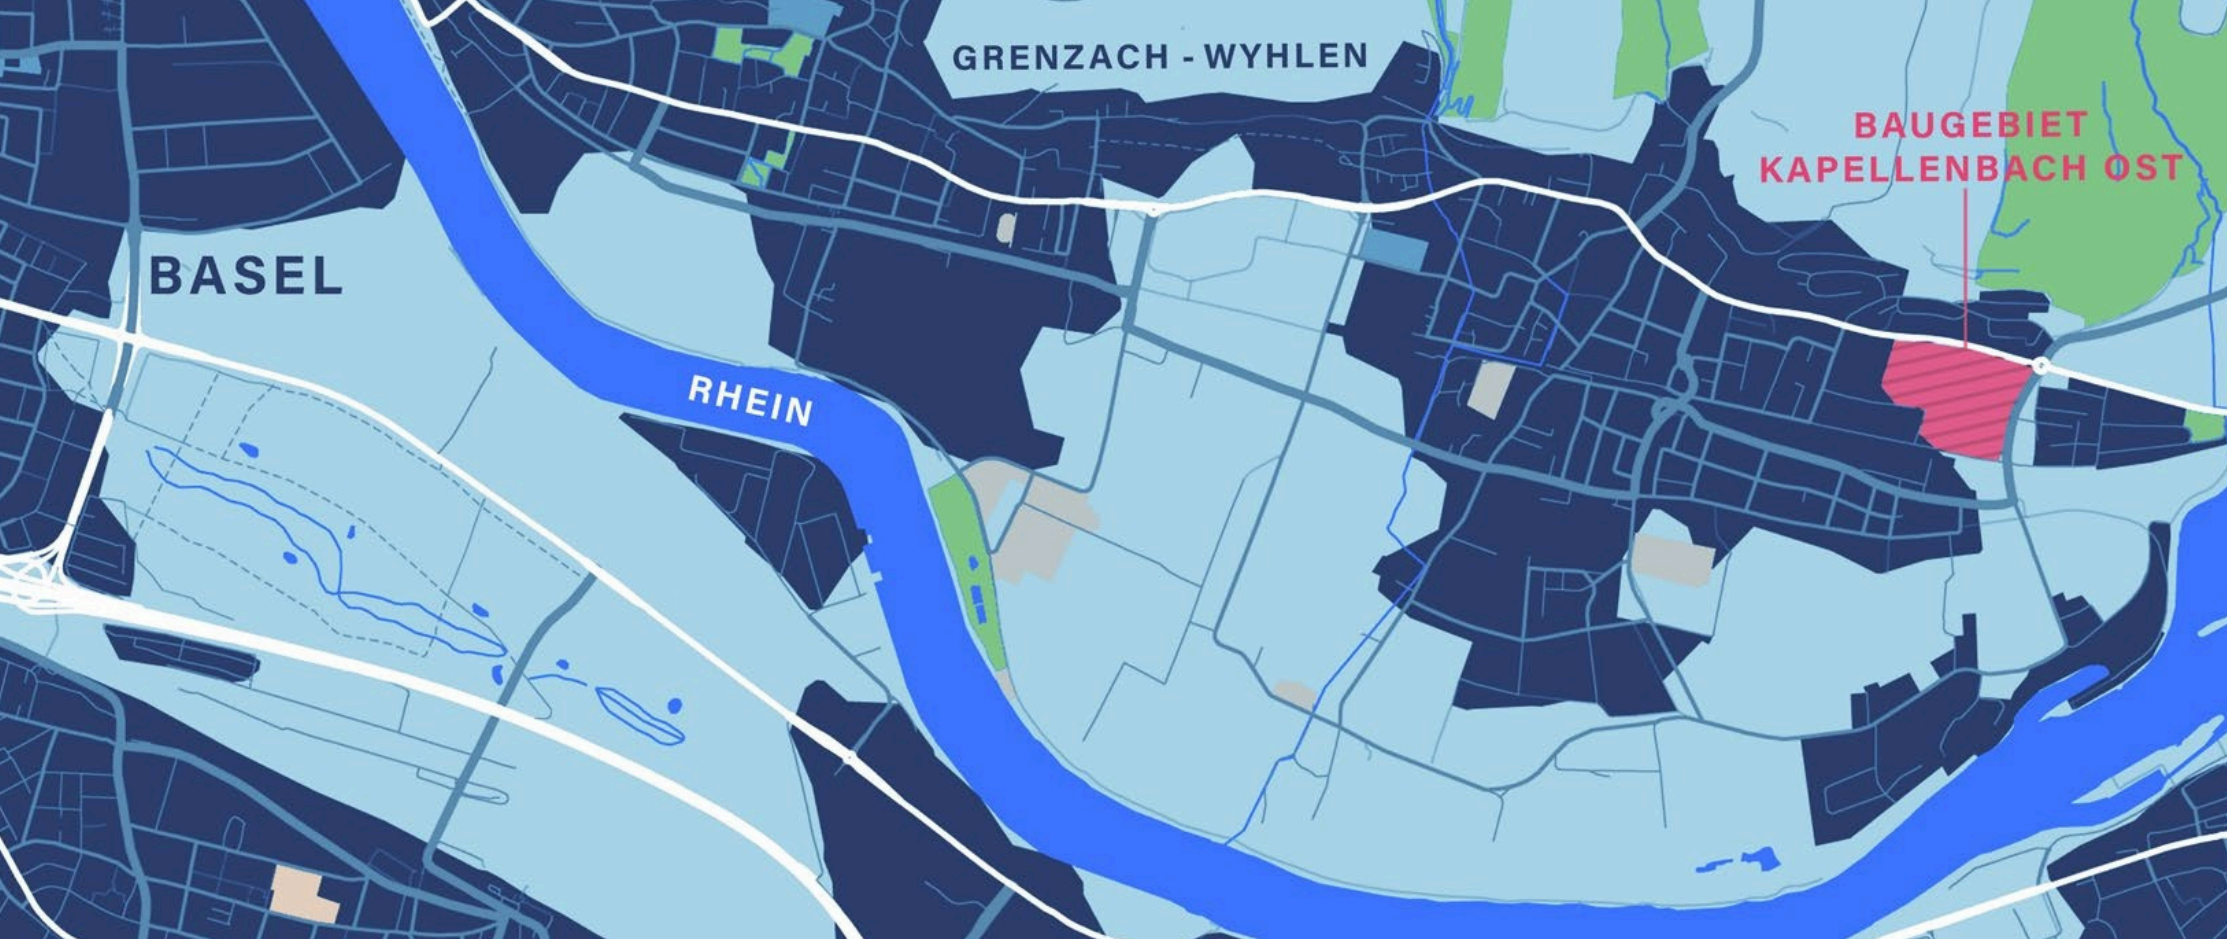 GRENZACH - WYHLEN
BAUGEBIET
KAPELLENBACH OST
BASEL
RHEIN